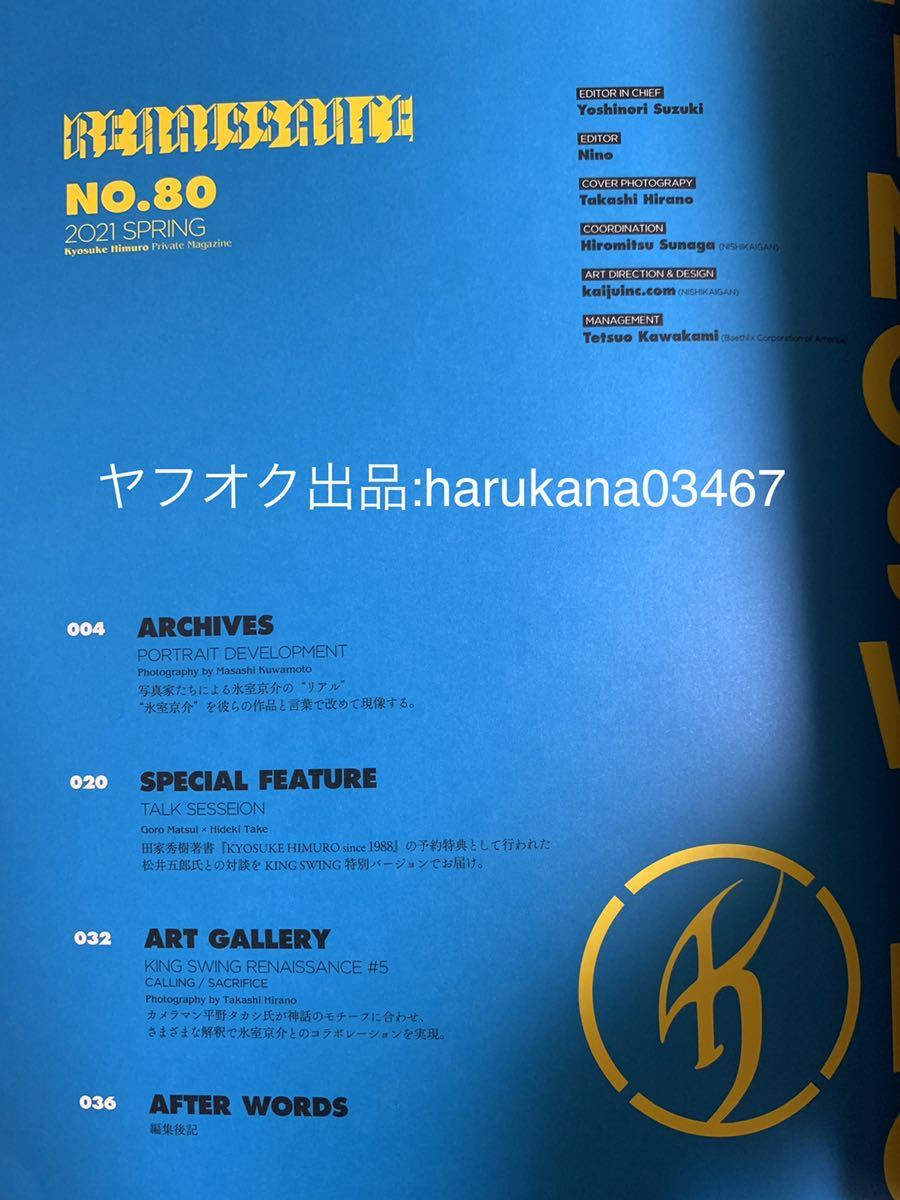 RENAISSANCE
NO.80
2021 SPRING
Kyosuke Himuro Private Magazine
EDITOR IN CHIEF
Yoshinori Suzuki
EDITOR
Nino
COVER PHOTOGRAPY
Takashi Hirano
COORDINATION
Hiromitsu Sunaga (NISHIKAIGAN)
ART DIRECTION & DESIGN
kaijuinc.com (NISHIKAIGAN)
MANAGEMENT
Tetsuo Kawakami (Baethlix Corporation of America)
ヤフオク出品:harukana03467
004 ARCHIVES
PORTRAIT DEVELOPMENT
Photography by Masashi Kuwamoto
写真家たちによる氷室京介の“リアル”
“氷室京介”を彼らの作品と言葉で改めて現像する。
020 SPECIAL FEATURE
TALK SESSEION
Goro Matsui × Hideki Take
田家秀樹著書『KYOSUKE HIMURO since 1988』の予約特典として行われた
松井五郎氏との対談を KING SWING 特別バージョンでお届け。
032 ART GALLERY
KING SWING RENAISSANCE #5
CALLING / SACRIFICE
Photography by Takashi Hirano
カメラマン平野タカシ氏が神話のモチーフに合わせ、
さまざまな解釈で氷室京介とのコラボレーションを実現。
036 AFTER WORDS
編集後記